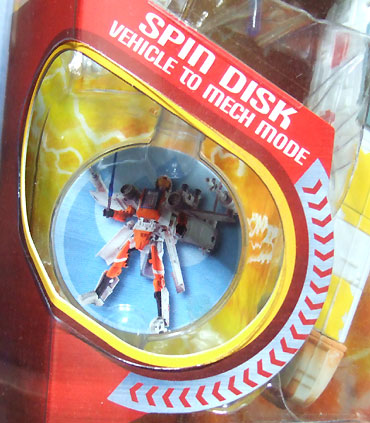 SPIN DISK
VEHICLE TO MECH MODE